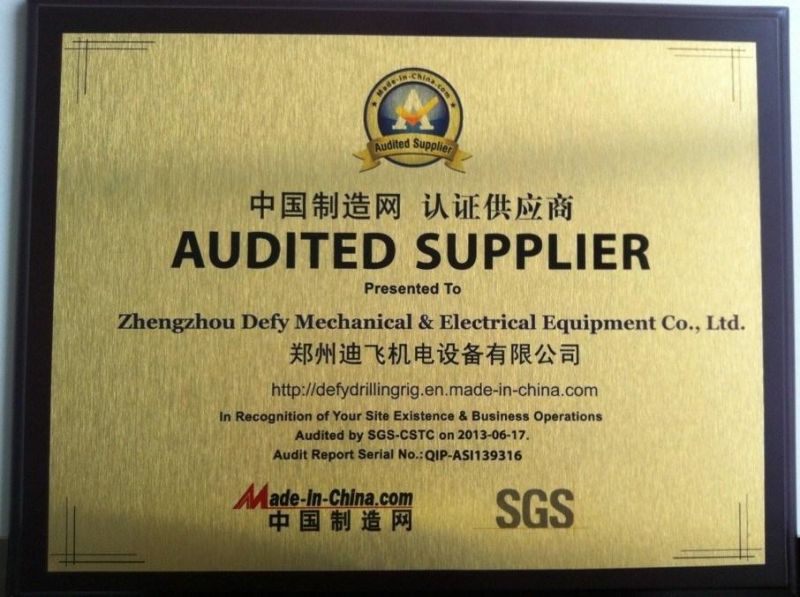 Made-in-China.com
A
Audited Supplier
中国制造网 认证供应商
AUDITED SUPPLIER
Presented To
Zhengzhou Defy Mechanical & Electrical Equipment Co., Ltd.
郑州迪飞机电设备有限公司
http://defydrillingrig.en.made-in-china.com
In Recognition of Your Site Existence & Business Operations
Audited by SGS-CSTC on 2013-06-17.
Audit Report Serial No.: QIP-ASI139316
Made-in-China.com
中国制造网
SGS